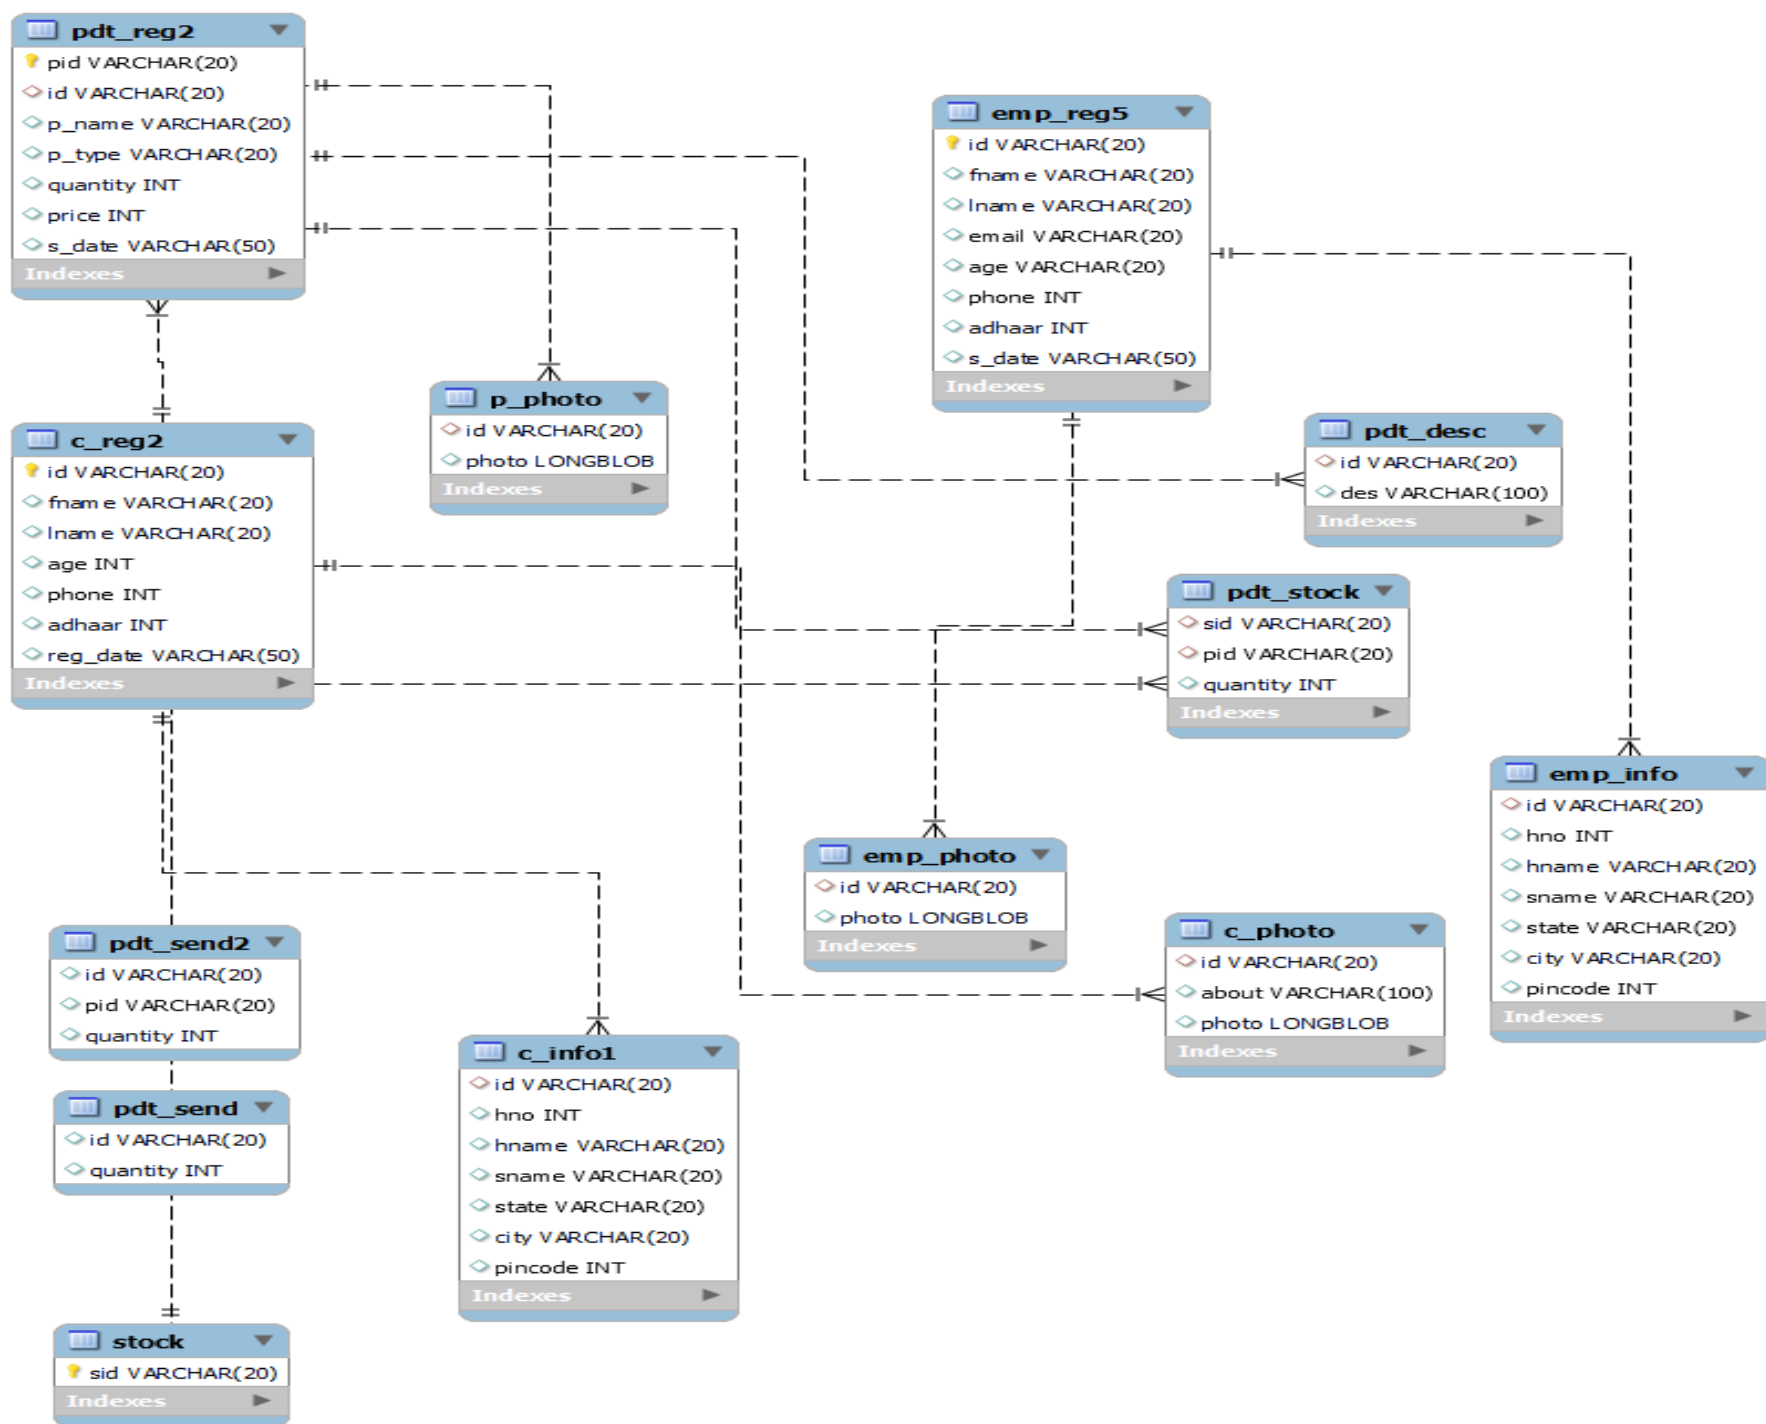 pdt_reg2
pid VARCHAR(20)
id VARCHAR(20)
p_name VARCHAR(20)
p_type VARCHAR(20)
quantity INT
price INT
s_date VARCHAR(50)
Indexes
emp_reg5
id VARCHAR(20)
fname VARCHAR(20)
lname VARCHAR(20)
email VARCHAR(20)
age VARCHAR(20)
phone INT
adhaar INT
s_date VARCHAR(50)
Indexes
p_photo
id VARCHAR(20)
photo LONGBLOB
Indexes
c_reg2
id VARCHAR(20)
fname VARCHAR(20)
lname VARCHAR(20)
age INT
phone INT
adhaar INT
reg_date VARCHAR(50)
Indexes
pdt_desc
id VARCHAR(20)
des VARCHAR(100)
Indexes
pdt_stock
sid VARCHAR(20)
pid VARCHAR(20)
quantity INT
Indexes
emp_info
id VARCHAR(20)
hno INT
hname VARCHAR(20)
sname VARCHAR(20)
state VARCHAR(20)
city VARCHAR(20)
pincode INT
Indexes
emp_photo
id VARCHAR(20)
photo LONGBLOB
Indexes
c_photo
id VARCHAR(20)
about VARCHAR(100)
photo LONGBLOB
Indexes
pdt_send2
id VARCHAR(20)
pid VARCHAR(20)
quantity INT
c_info1
id VARCHAR(20)
hno INT
hname VARCHAR(20)
sname VARCHAR(20)
state VARCHAR(20)
city VARCHAR(20)
pincode INT
Indexes
pdt_send
id VARCHAR(20)
quantity INT
stock
sid VARCHAR(20)
Indexes